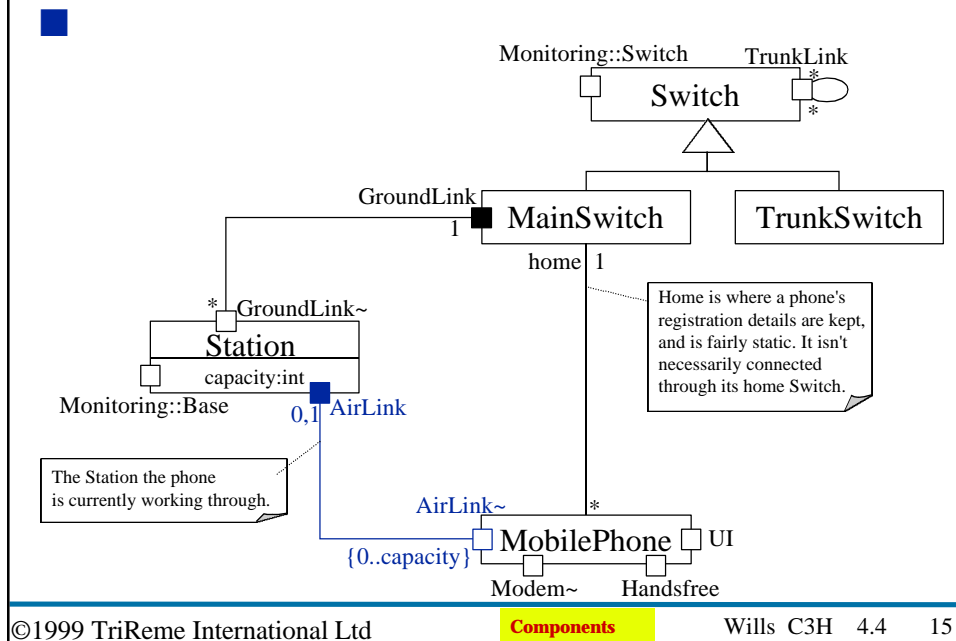 Monitoring::Switch
TrunkLink
*
Switch
*
GroundLink
MainSwitch
TrunkSwitch
1
home 1
Home is where a phone's
registration details are kept,
and is fairly static. It isn't
necessarily connected
through its home Switch.
* GroundLink~
Station
capacity:int
Monitoring::Base
0,1 AirLink
The Station the phone
is currently working through.
AirLink~
*
MobilePhone
UI
{0..capacity}
Modem~
Handsfree
©1999 TriReme International Ltd
Components
Wills C3H 4.4 15